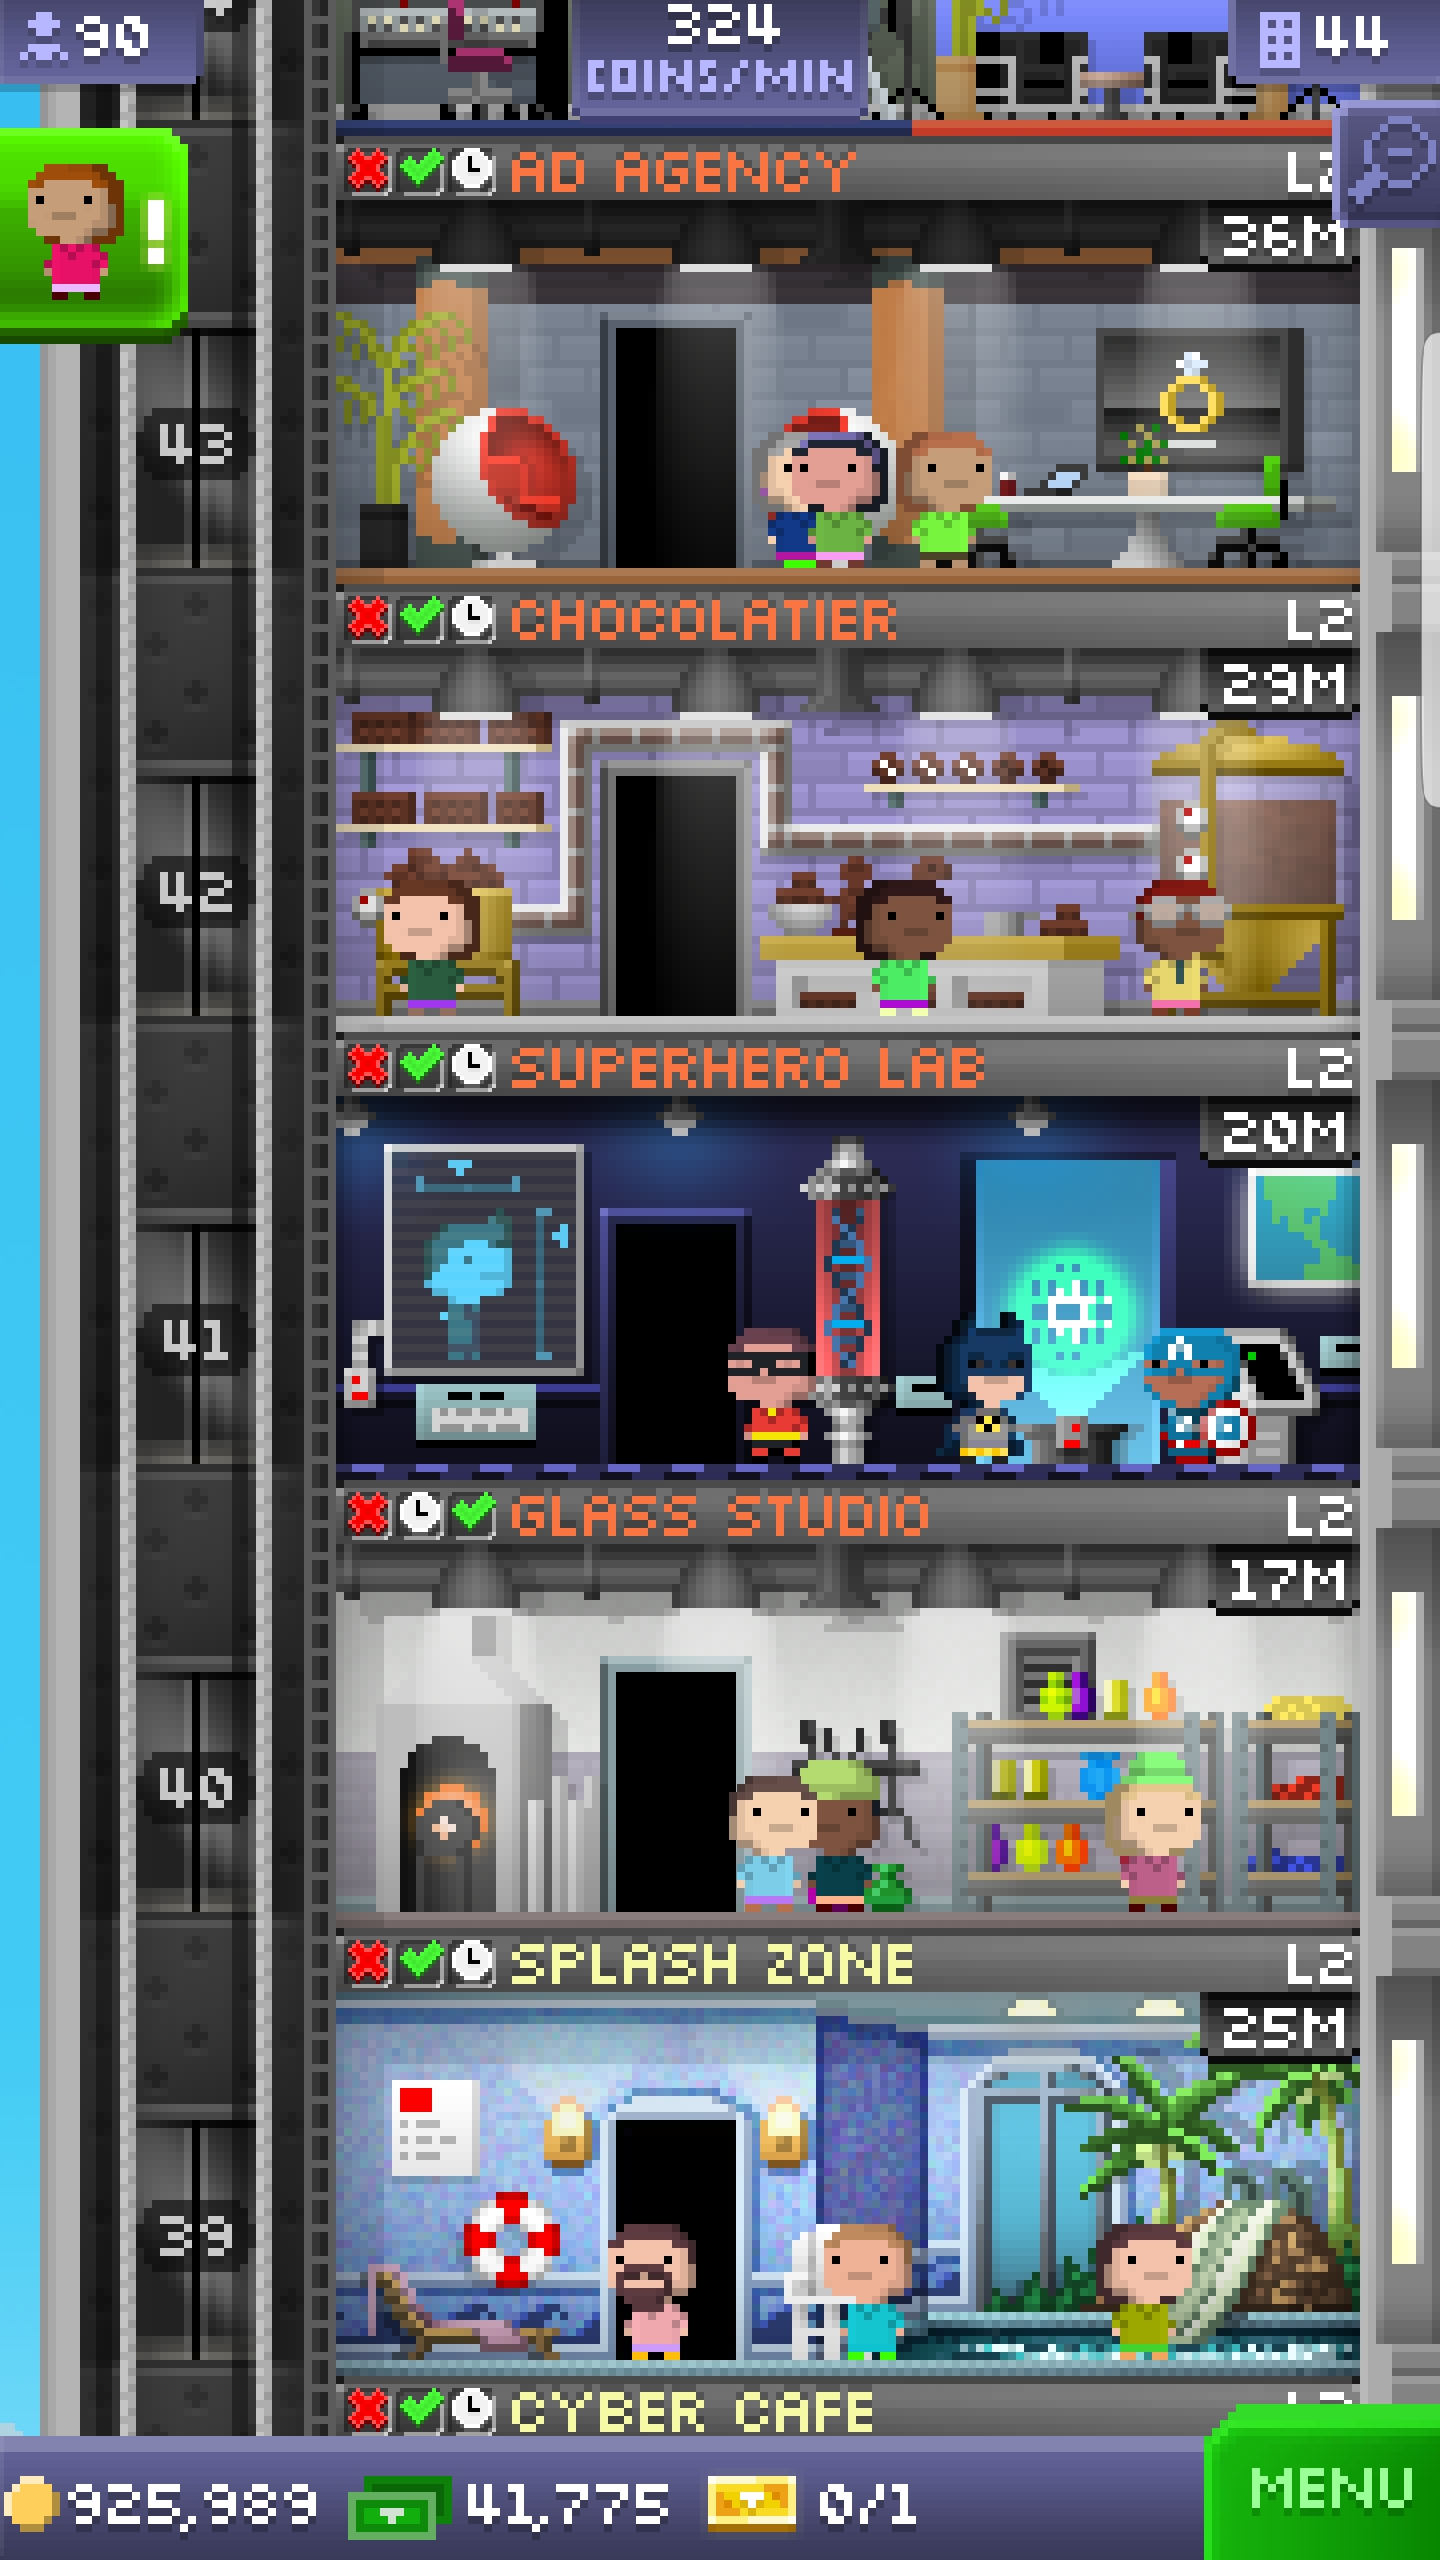 90
324
COINS/MIN
44
AD AGENCY
L2
!
36M
43
CHOCOLATIER L2
29M
42
SUPERHERO LAB L2
20M
41
GLASS STUDIO L2
17M
40
SPLASH ZONE L2
25M
39
CYBER CAFE
925,989 41,775 0/1 MENU